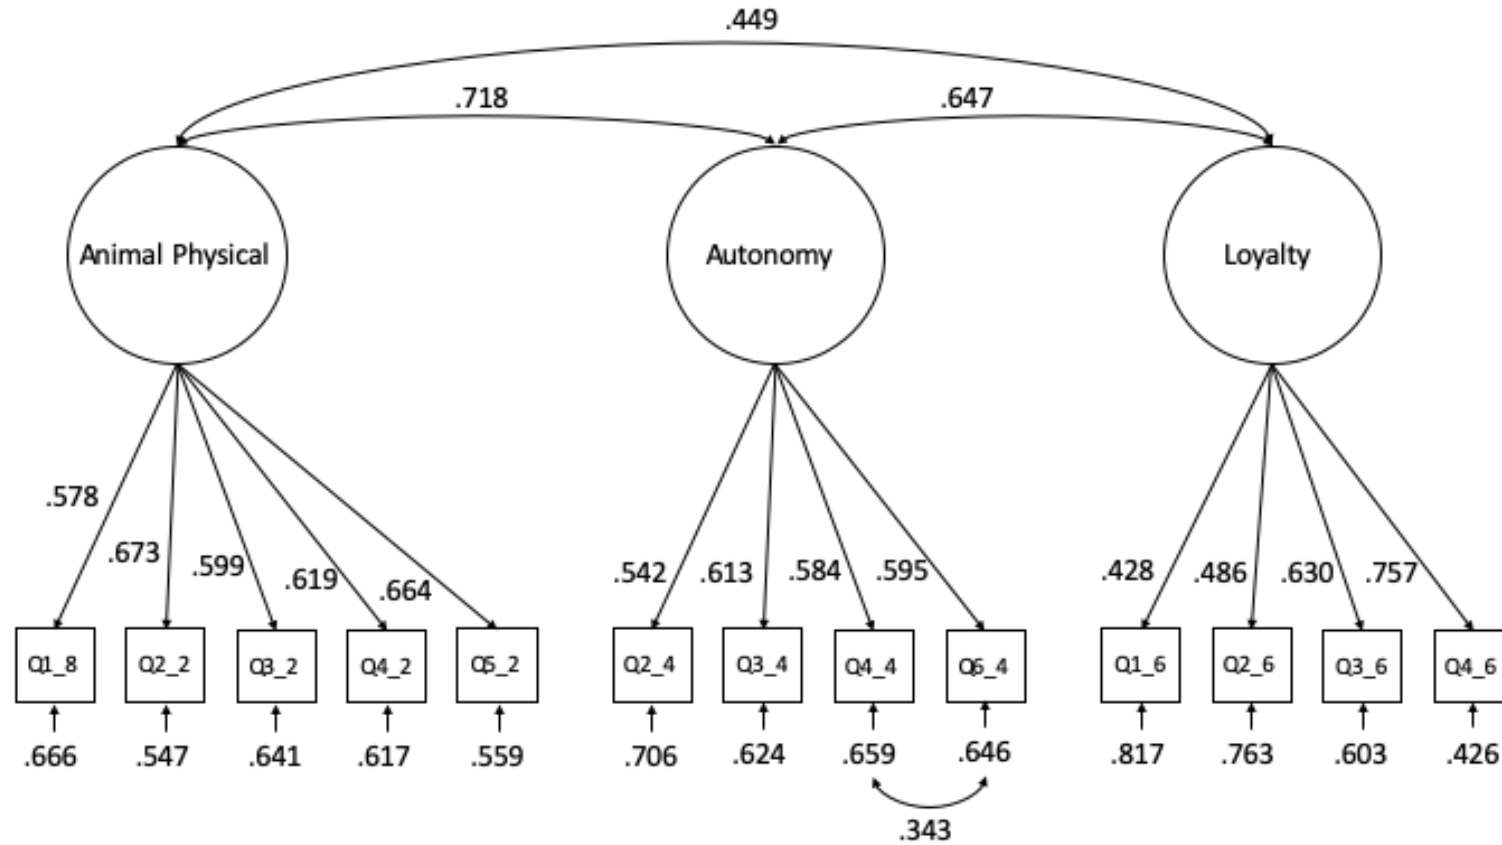 .449
.718
.647
Animal Physical
Autonomy
Loyalty
.578
.673
.599
.619
.664
.542
.613
.584
.595
.428
.486
.630
.757
Q1_8
Q2_2
Q3_2
Q4_2
Q5_2
Q2_4
Q3_4
Q4_4
Q6_4
Q1_6
Q2_6
Q3_6
Q4_6
.666
.547
.641
.617
.559
.706
.624
.659
.646
.817
.763
.603
.426
.343